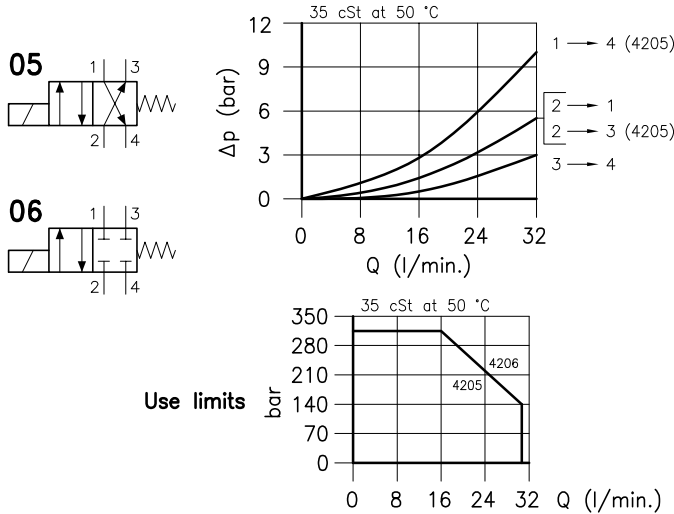 05
1 3
2 4
06
1 3
2 4
35 cSt at 50 °C
Δp (bar)
12
9
6
3
0
0 8 16 24 32
Q (l/min.)
1 → 4 (4205)
2 → 1
2 → 3 (4205)
3 → 4
Use limits
35 cSt at 50 °C
bar
350
280
210
140
70
0
4206
4205
0 8 16 24 32 Q (l/min.)